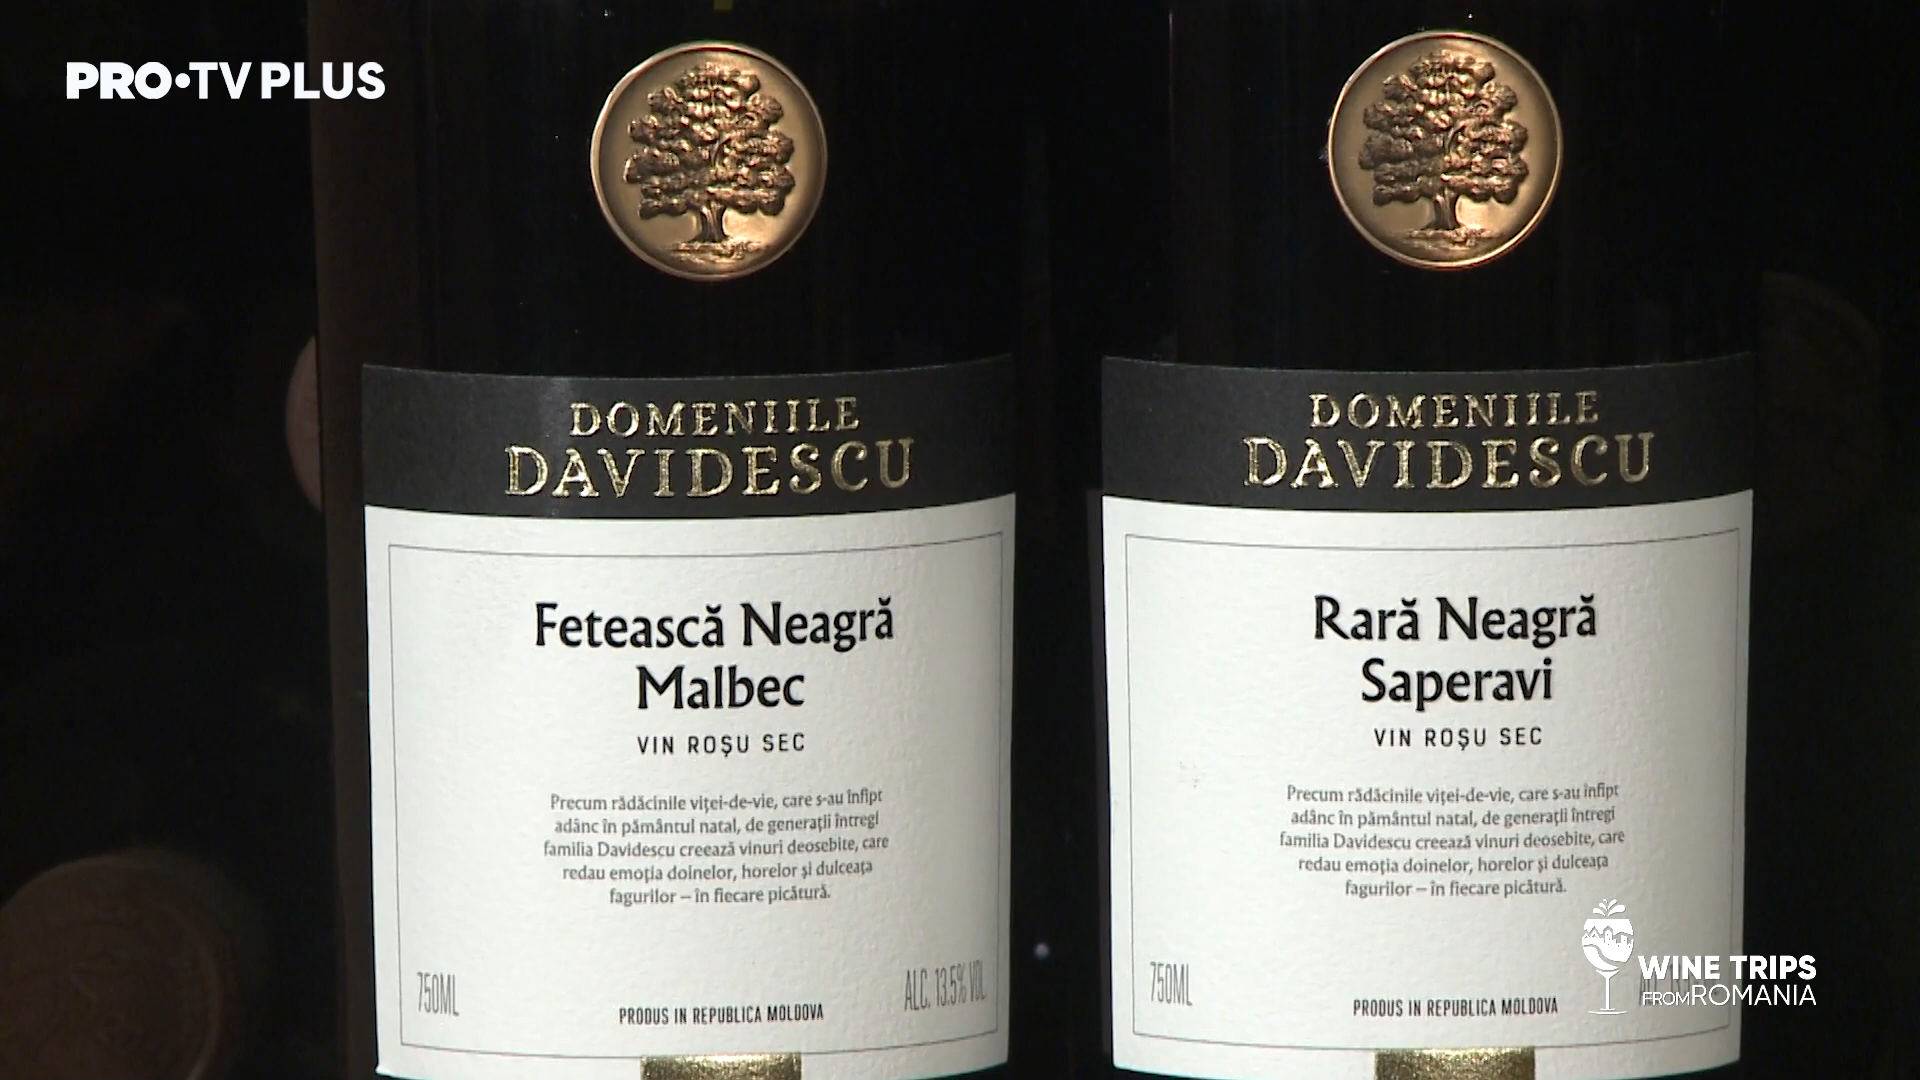 PRO•TV PLUS
DOMENIILE
DAVIDESCU
Fetească Neagră
Malbec
VIN ROŞU SEC
Precum rădăcinile viţei-de-vie, care s-au înfipt
adânc în pământul natal, de generaţii întregi
familia Davidescu creează vinuri deosebite, care
redau emoţia doinelor, horelor şi dulceaţa
fagurilor – în fiecare picătură.
750ML
ALC. 13.5% VOL
PRODUS IN REPUBLICA MOLDOVA
DOMENIILE
DAVIDESCU
Rară Neagră
Saperavi
VIN ROŞU SEC
Precum rădăcinile viţei-de-vie, care s-au înfipt
adânc în pământul natal, de generaţii întregi
familia Davidescu creează vinuri deosebite, care
redau emoţia doinelor, horelor şi dulceaţa
fagurilor – în fiecare picătură.
750ML
PRODUS IN REPUBLICA MOLDOVA
WINE TRIPS
FROM ROMANIA